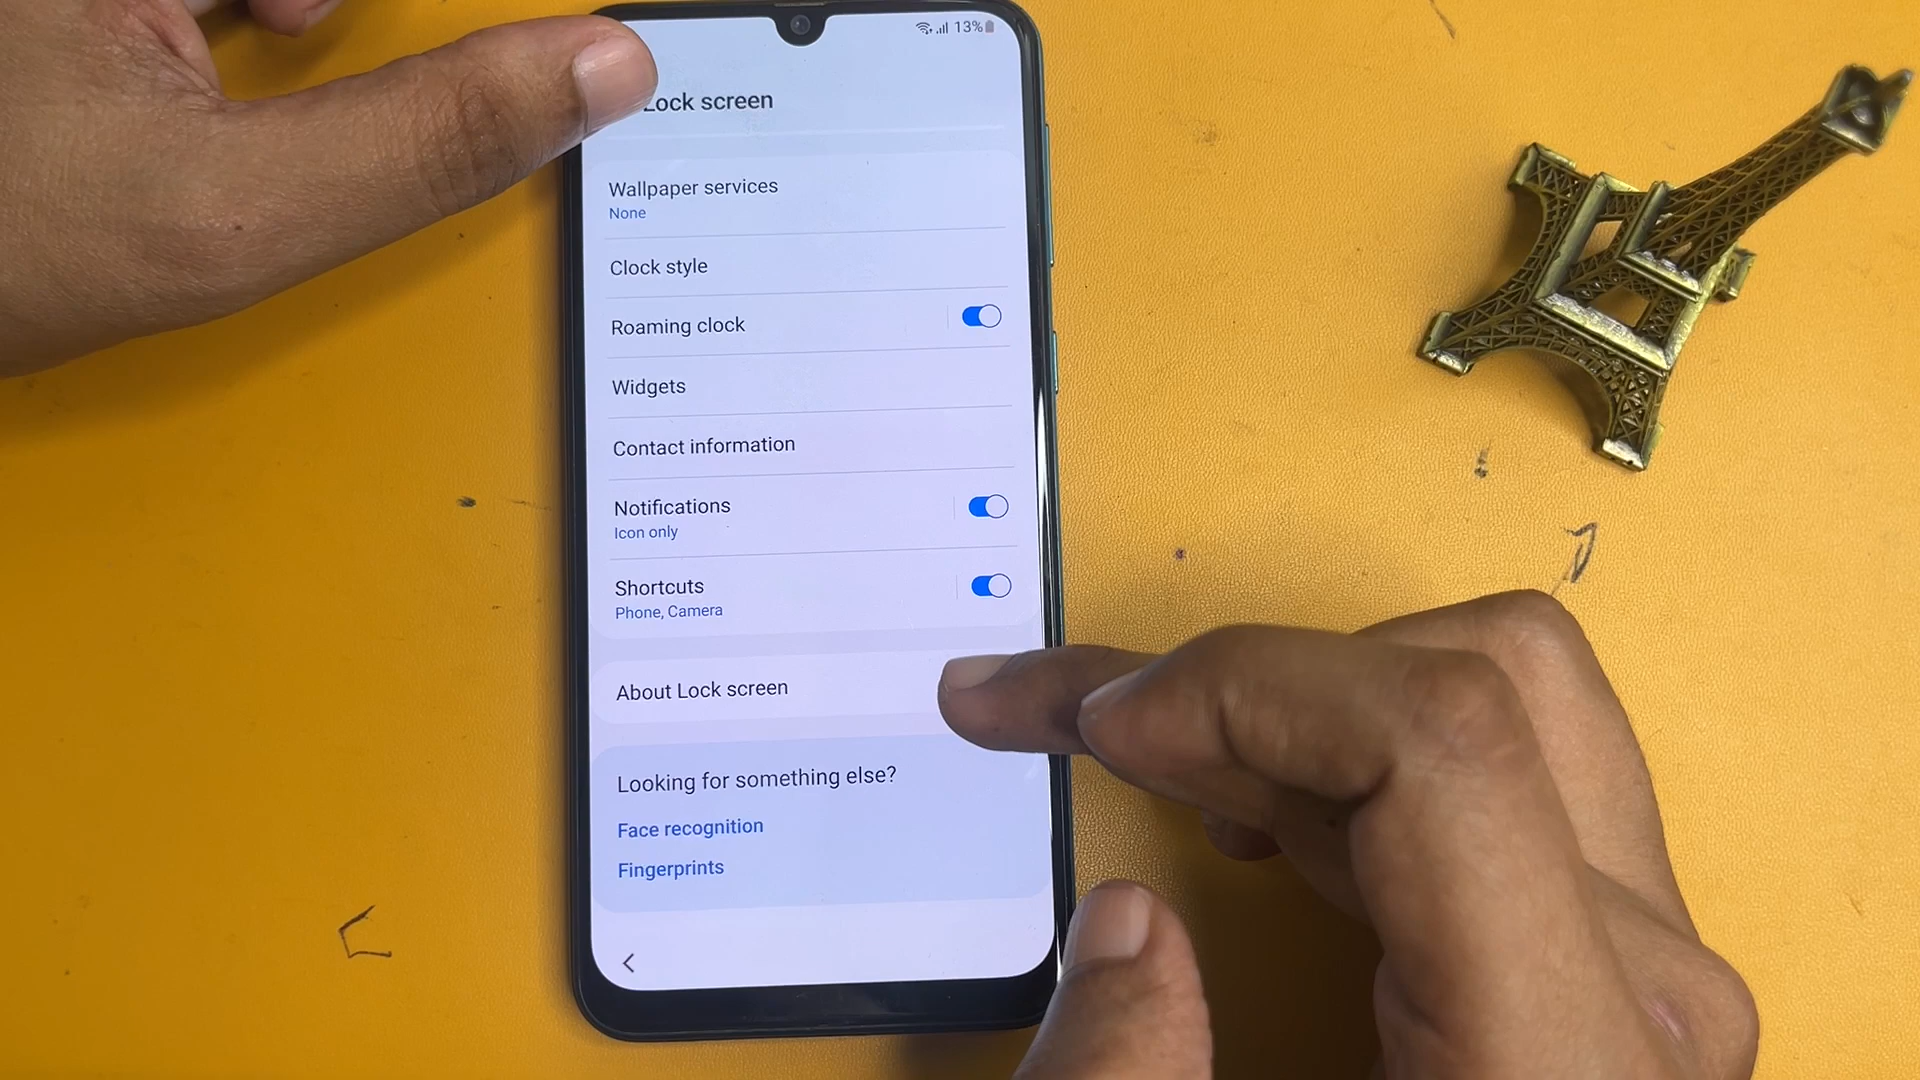 13%
Lock screen
Wallpaper services
None
Clock style
Roaming clock
Widgets
Contact information
Notifications
Icon only
Shortcuts
Phone, Camera
About Lock screen
Looking for something else?
Face recognition
Fingerprints